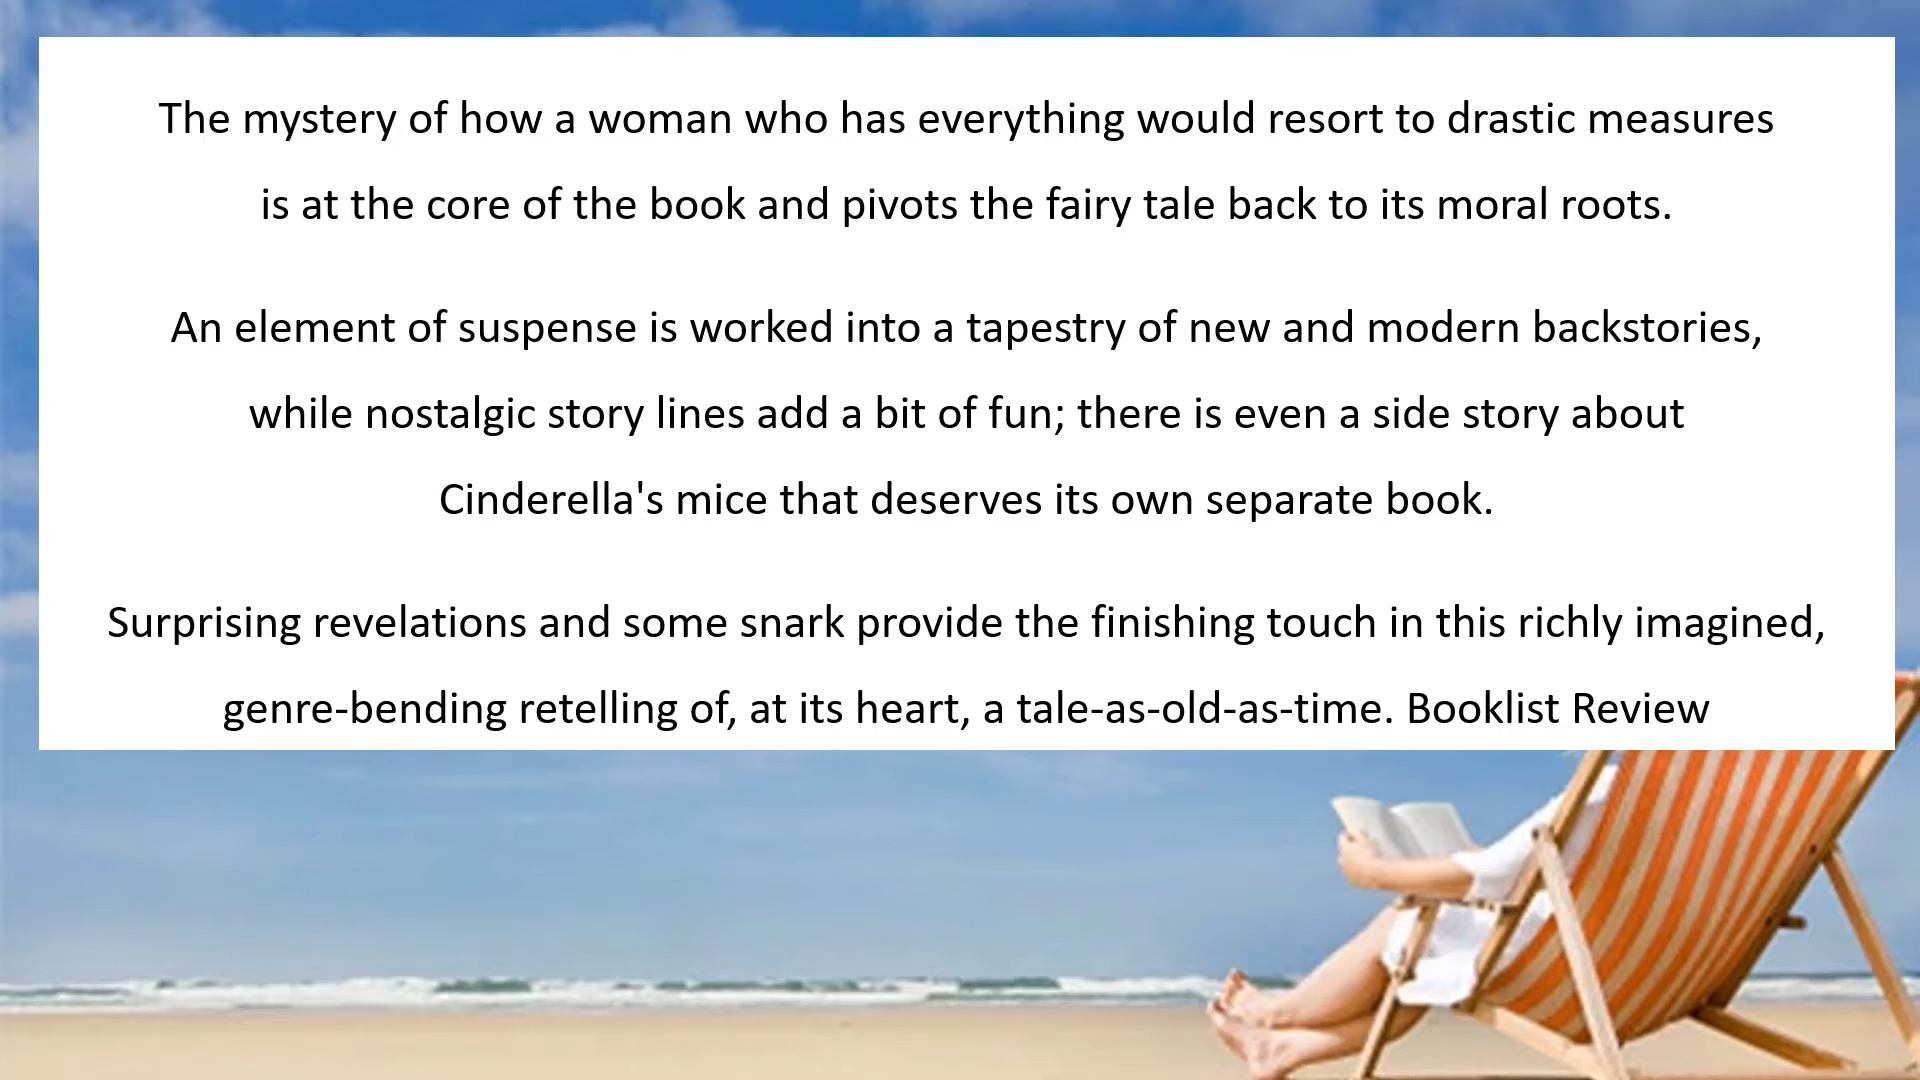 The mystery of how a woman who has everything would resort to drastic measures
is at the core of the book and pivots the fairy tale back to its moral roots.
An element of suspense is worked into a tapestry of new and modern backstories,
while nostalgic story lines add a bit of fun; there is even a side story about
Cinderella's mice that deserves its own separate book.
Surprising revelations and some snark provide the finishing touch in this richly imagined,
genre-bending retelling of, at its heart, a tale-as-old-as-time. Booklist Review